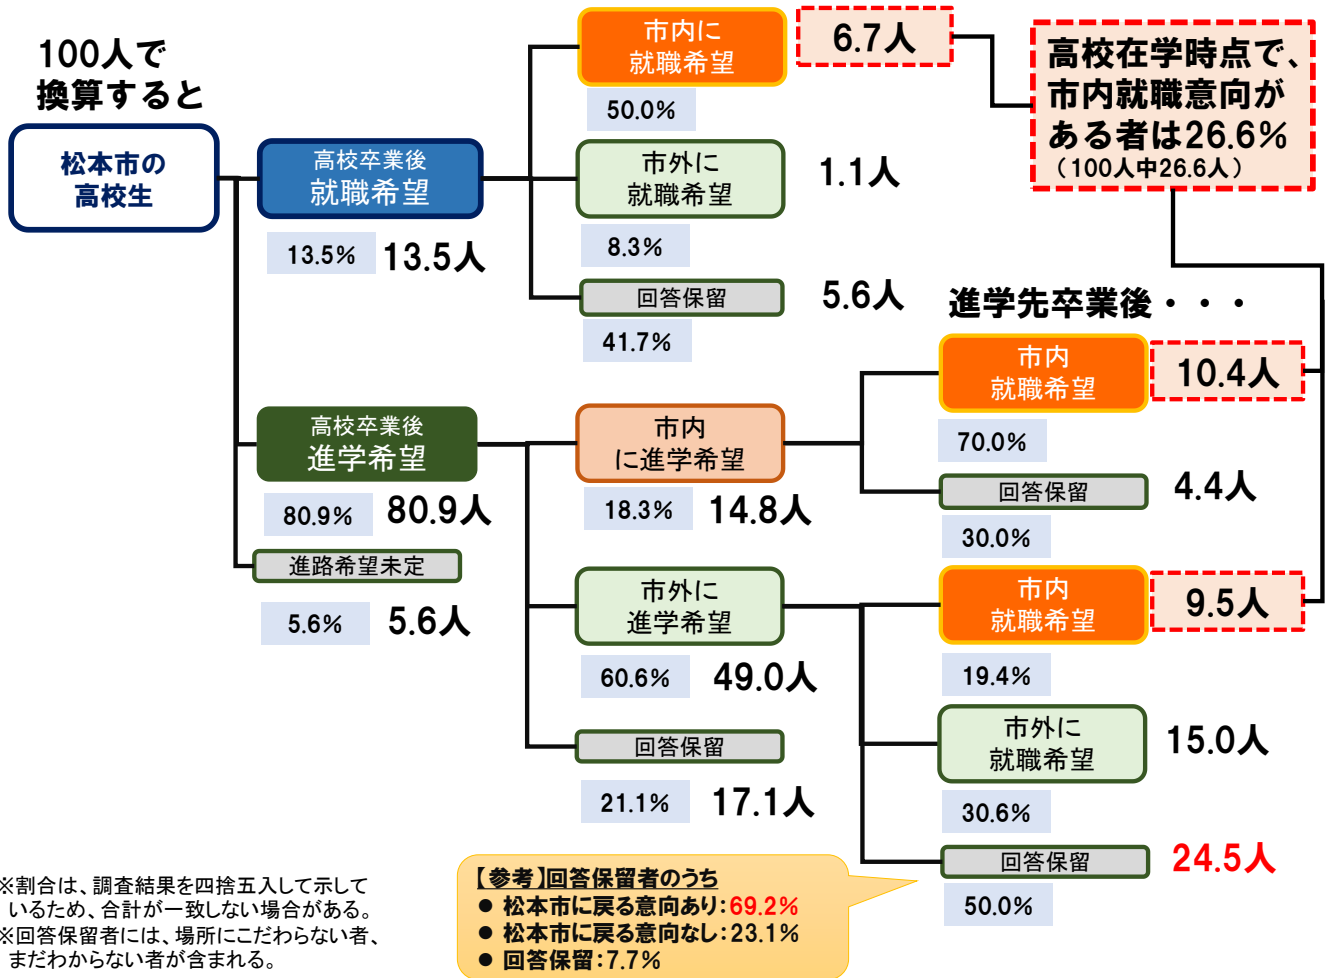 100人で
換算すると
松本市の
高校生
高校卒業後
就職希望
13.5%
13.5人
市内に
就職希望
6.7人
50.0%
市外に
就職希望
1.1人
8.3%
回答保留
5.6人
41.7%
高校在学時点で、
市内就職意向が
ある者は26.6%
（100人中26.6人）
進学先卒業後・・・
高校卒業後
進学希望
80.9%
80.9人
進路希望未定
5.6%
5.6人
市内
に進学希望
18.3%
14.8人
市内
就職希望
10.4人
70.0%
回答保留
4.4人
30.0%
市外に
進学希望
60.6%
49.0人
市内
就職希望
9.5人
19.4%
市外に
就職希望
15.0人
30.6%
回答保留
24.5人
50.0%
回答保留
21.1%
17.1人
【参考】回答保留者のうち
● 松本市に戻る意向あり：69.2%
● 松本市に戻る意向なし：23.1%
● 回答保留：7.7%
※割合は、調査結果を四捨五入して示して
いるため、合計が一致しない場合がある。
※回答保留者には、場所にこだわらない者、
まだわからない者が含まれる。